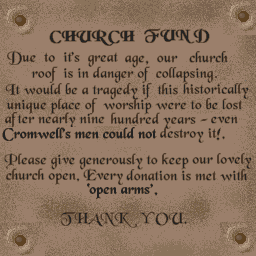 CHURCH FUND
Due to it's great age, our church
roof is in danger of collapsing.
It would be a tragedy if this historically
unique place of worship were to be lost
after nearly nine hundred years - even
Cromwell's men could not destroy it!.
Please give generously to keep our lovely
church open. Every donation is met with
'open arms'.
THANK YOU.